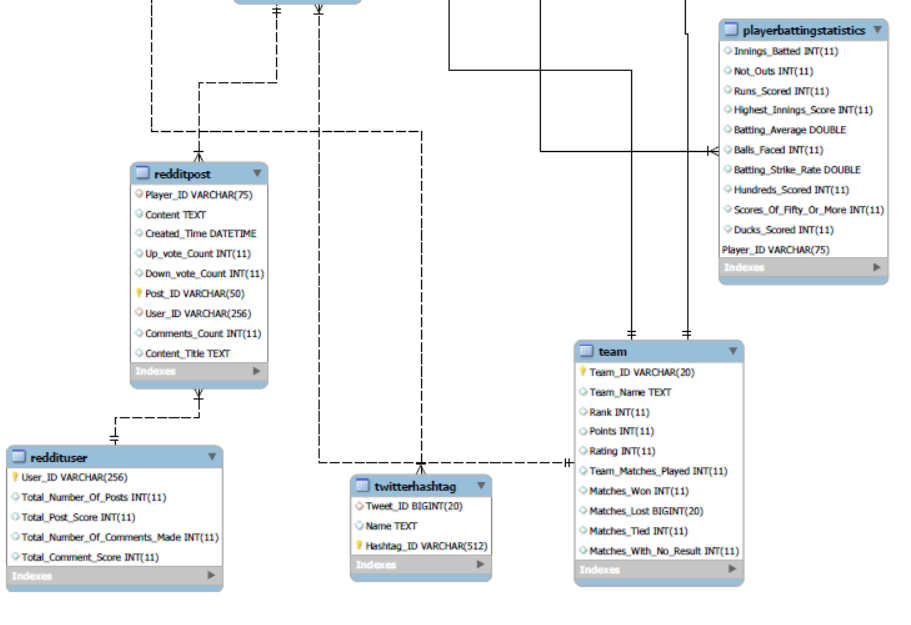 playerbattingstatistics
Innings_Batted INT(11)
Not_Outs INT(11)
Runs_Scored INT(11)
Highest_Innings_Score INT(11)
Batting_Average DOUBLE
Balls_Faced INT(11)
Batting_Strike_Rate DOUBLE
Hundreds_Scored INT(11)
Scores_Of_Fifty_Or_More INT(11)
Ducks_Scored INT(11)
Player_ID VARCHAR(75)
Indexes
redditpost
Player_ID VARCHAR(75)
Content TEXT
Created_Time DATETIME
Up_vote_Count INT(11)
Down_vote_Count INT(11)
Post_ID VARCHAR(50)
User_ID VARCHAR(256)
Comments_Count INT(11)
Content_Title TEXT
Indexes
team
Team_ID VARCHAR(20)
Team_Name TEXT
Rank INT(11)
Points INT(11)
Rating INT(11)
Team_Matches_Played INT(11)
Matches_Won INT(11)
Matches_Lost BIGINT(20)
Matches_Tied INT(11)
Matches_With_No_Result INT(11)
Indexes
reddituser
User_ID VARCHAR(256)
Total_Number_Of_Posts INT(11)
Total_Post_Score INT(11)
Total_Number_Of_Comments_Made INT(11)
Total_Comment_Score INT(11)
Indexes
twitterhashtag
Tweet_ID BIGINT(20)
Name TEXT
Hashtag_ID VARCHAR(512)
Indexes